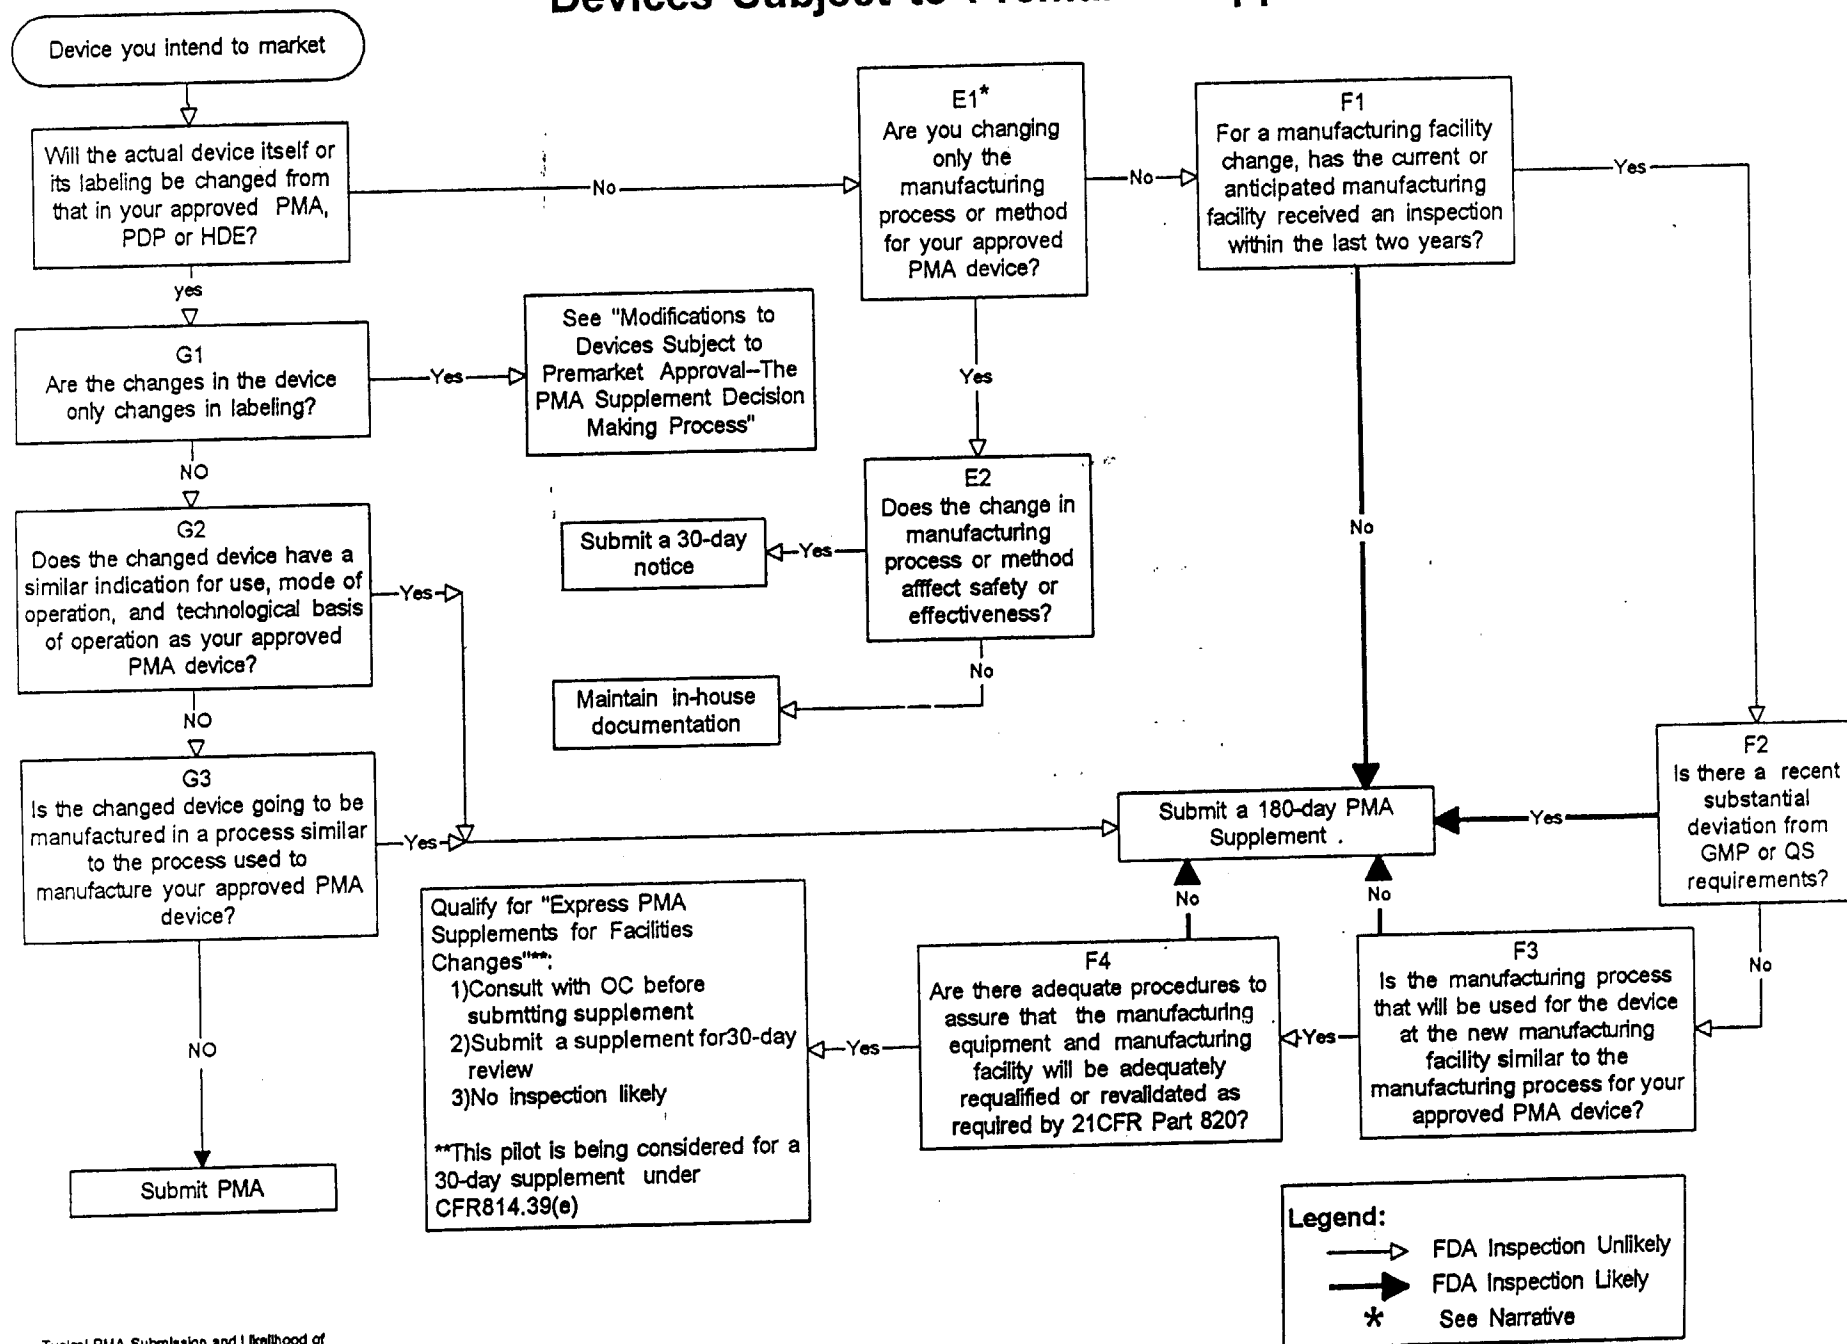 Devices Subject to
Device you intend to market
Will the actual device itself or
its labeling be changed from
that in your approved PMA,
PDP or HDE?
No
yes
G1
Are the changes in the device
only changes in labeling?
Yes
See "Modifications to
Devices Subject to
Premarket Approval--The
PMA Supplement Decision
Making Process"
NO
G2
Does the changed device have a
similar indication for use, mode of
operation, and technological basis
of operation as your approved
PMA device?
Yes
NO
G3
Is the changed device going to be
manufactured in a process similar
to the process used to
manufacture your approved PMA
device?
Yes
NO
Submit PMA
E1*
Are you changing
only the
manufacturing
process or method
for your approved
PMA device?
No
Yes
E2
Does the change in
manufacturing
process or method
afffect safety or
effectiveness?
Yes
Submit a 30-day
notice
No
Maintain in-house
documentation
F1
For a manufacturing facility
change, has the current or
anticipated manufacturing
facility received an inspection
within the last two years?
Yes
No
Submit a 180-day PMA
Supplement .
F2
Is there a recent
substantial
deviation from
GMP or QS
requirements?
Yes
No
F3
Is the manufacturing process
that will be used for the device
at the new manufacturing
facility similar to the
manufacturing process for your
approved PMA device?
No
Yes
F4
Are there adequate procedures to
assure that the manufacturing
equipment and manufacturing
facility will be adequately
requalified or revalidated as
required by 21CFR Part 820?
No
Yes
Qualify for "Express PMA
Supplements for Facilities
Changes"**:
1)Consult with OC before
submtting supplement
2)Submit a supplement for30-day
review
3)No inspection likely
**This pilot is being considered for a
30-day supplement under
CFR814.39(e)
Legend:
FDA Inspection Unlikely
FDA Inspection Likely
* See Narrative
Typical PMA Submission and Likelihood of